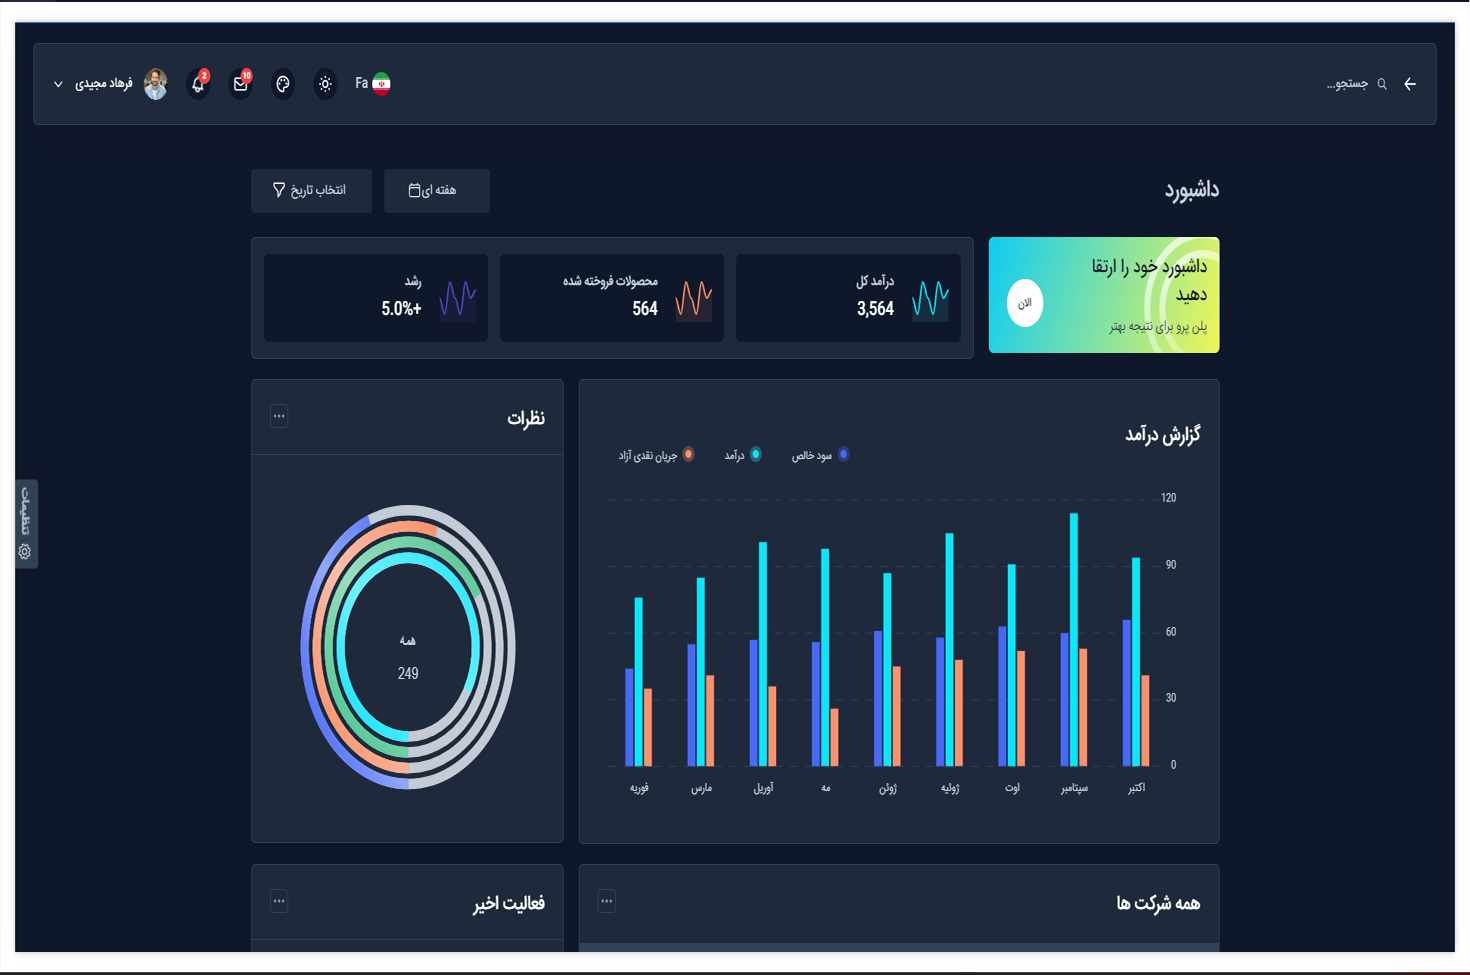 جستجو...
Fa
10
2
فرهاد مجیدی
داشبورد
هفته ای
انتخاب تاریخ
داشبورد خود را ارتقا
دهید
پلن پرو برای نتیجه بهتر
الان
درآمد کل
3,564
محصولات فروخته شده
564
رشد
5.0%+
گزارش درآمد
سود خالص
درآمد
جریان نقدی آزاد
120
90
60
30
0
اکتبر
سپتامبر
اوت
ژوئیه
ژوئن
مه
آوریل
مارس
فوریه
نظرات
همه
249
تنظیمات
همه شرکت ها
فعالیت اخیر